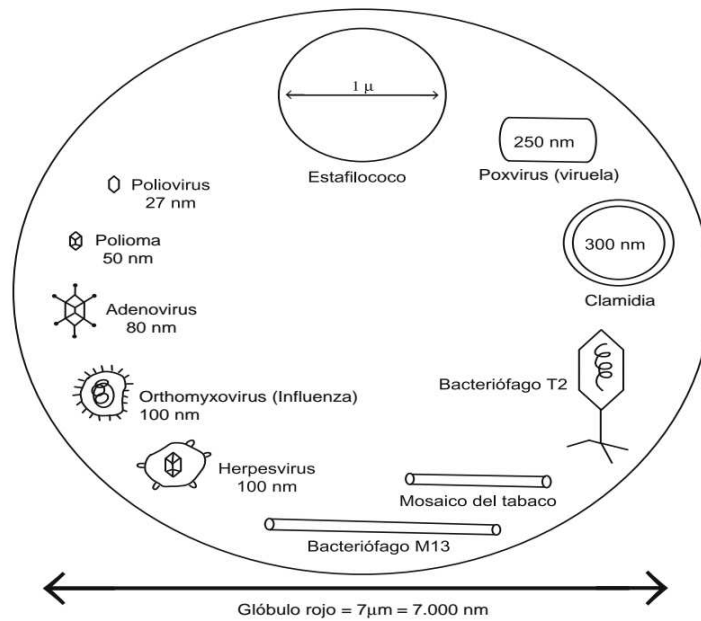 1 μ
Estafilococo
250 nm
Poxvirus (viruela)
Poliovirus
27 nm
Polioma
50 nm
300 nm
Clamidia
Adenovirus
80 nm
Bacteriófago T2
Orthomyxovirus (Influenza)
100 nm
Herpesvirus
100 nm
Mosaico del tabaco
Bacteriófago M13
Glóbulo rojo = 7μm = 7.000 nm